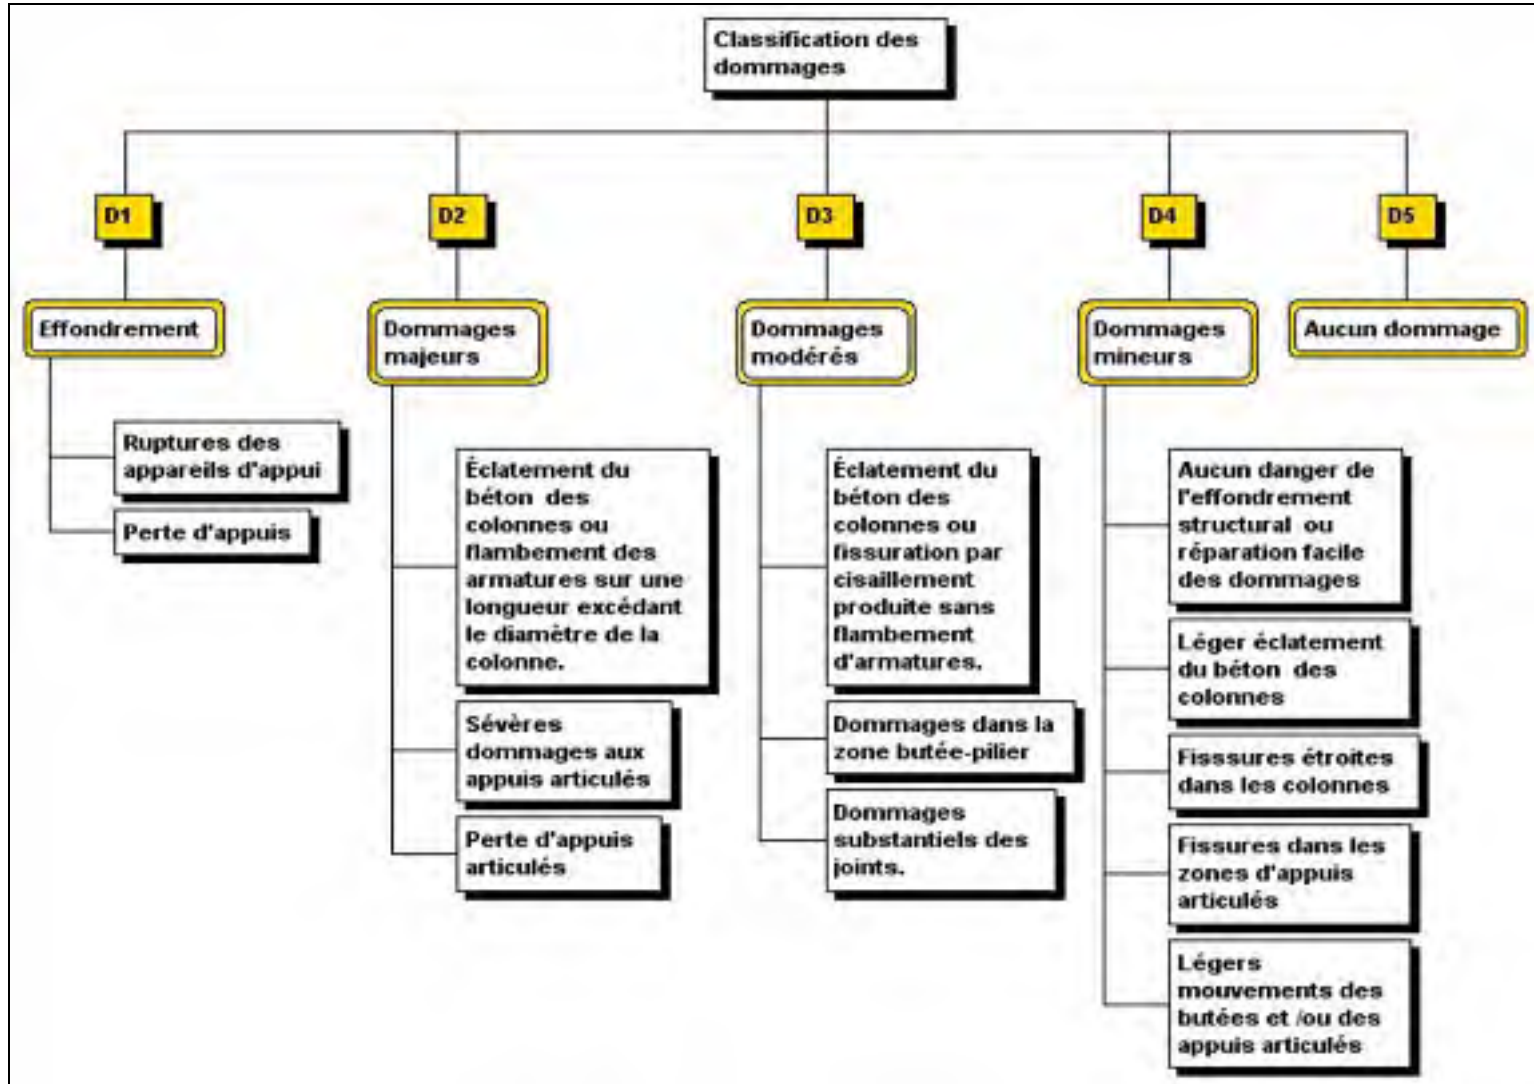 Classification des
dommages
D1
D2
D3
D4
D5
Effondrement
Dommages
majeurs
Dommages
modérés
Dommages
mineurs
Aucun dommage
Ruptures des
appareils d'appui
Perte d'appuis
Éclatement du
béton des
colonnes ou
flambement des
armatures sur une
longueur excédant
le diamètre de la
colonne.
Sévères
dommages aux
appuis articulés
Perte d'appuis
articulés
Éclatement du
béton des
colonnes ou
fissuration par
cisaillement
produite sans
flambement
d'armatures.
Dommages dans la
zone butée-pilier
Dommages
substantiels des
joints.
Aucun danger de
l'effondrement
structural ou
réparation facile
des dommages
Léger éclatement
du béton des
colonnes
Fisssures étroites
dans les colonnes
Fissures dans les
zones d'appuis
articulés
Légers
mouvements des
butées et /ou des
appuis articulés